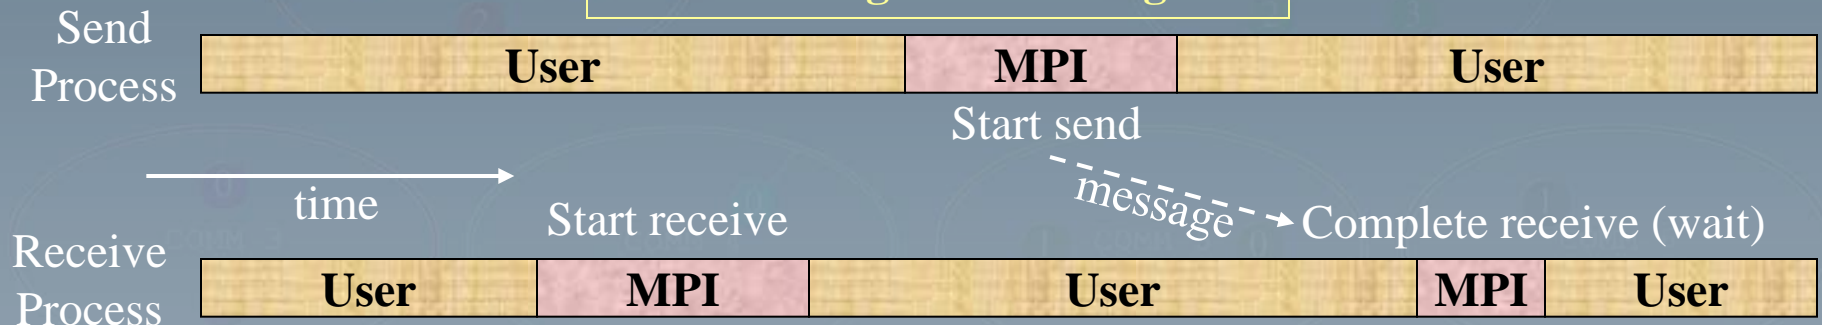 Send
Process
User MPI User
Start send
time
message
Start receive
Complete receive (wait)
Receive
Process
User MPI User MPI User